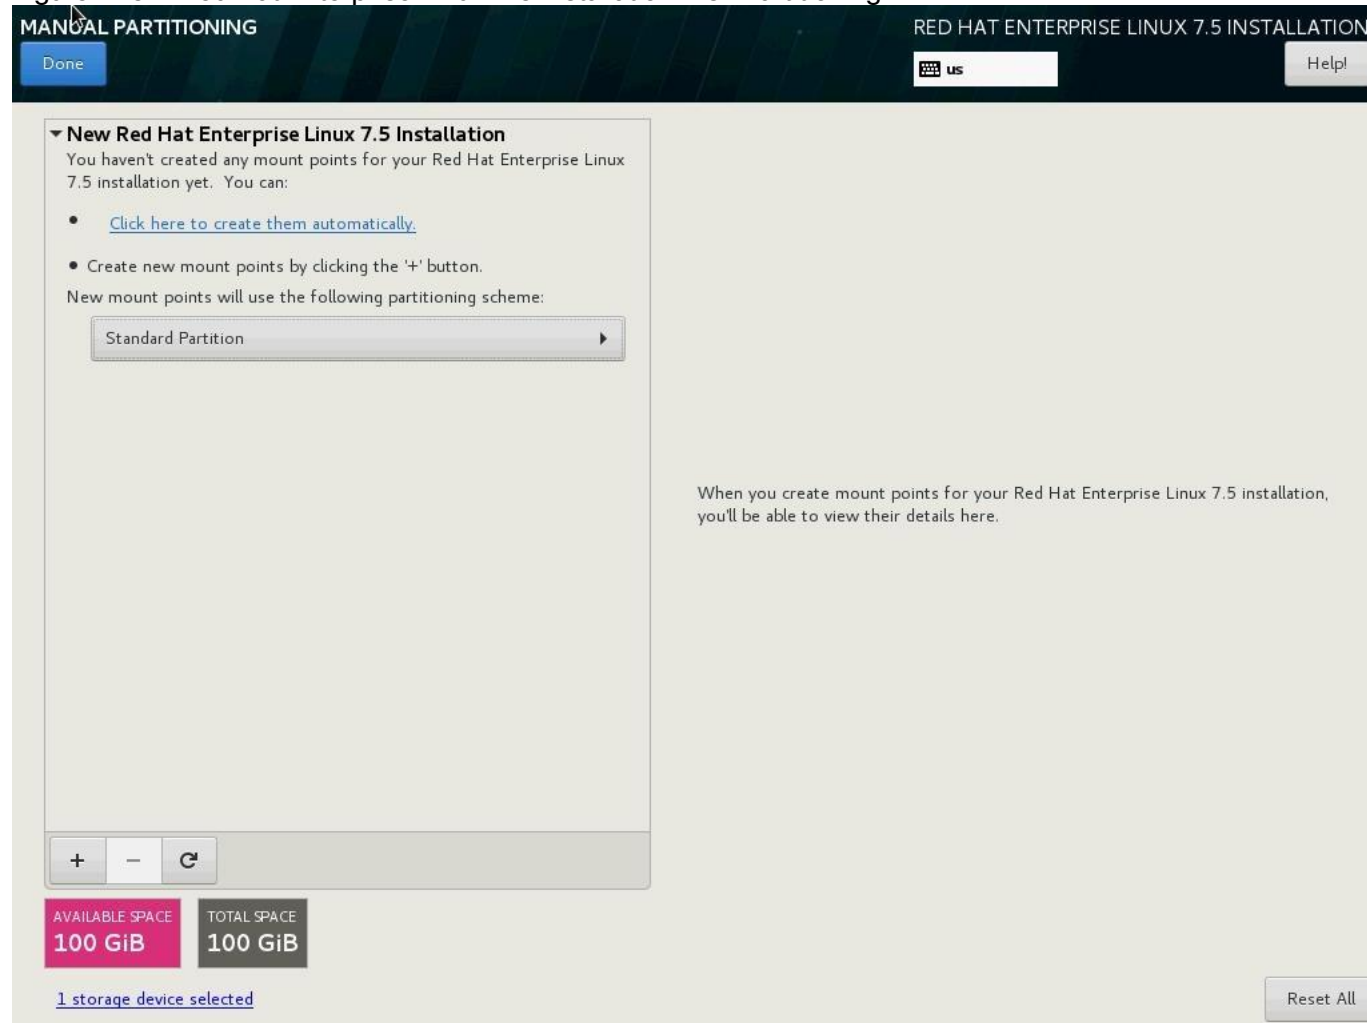 MANUAL PARTITIONING
RED HAT ENTERPRISE LINUX 7.5 INSTALLATION
Done
us
Help!
New Red Hat Enterprise Linux 7.5 Installation
You haven't created any mount points for your Red Hat Enterprise Linux
7.5 installation yet. You can:
• Click here to create them automatically.
• Create new mount points by clicking the '+' button.
New mount points will use the following partitioning scheme:
Standard Partition
When you create mount points for your Red Hat Enterprise Linux 7.5 installation,
you'll be able to view their details here.
+ −
AVAILABLE SPACE
100 GiB
TOTAL SPACE
100 GiB
1 storage device selected
Reset All